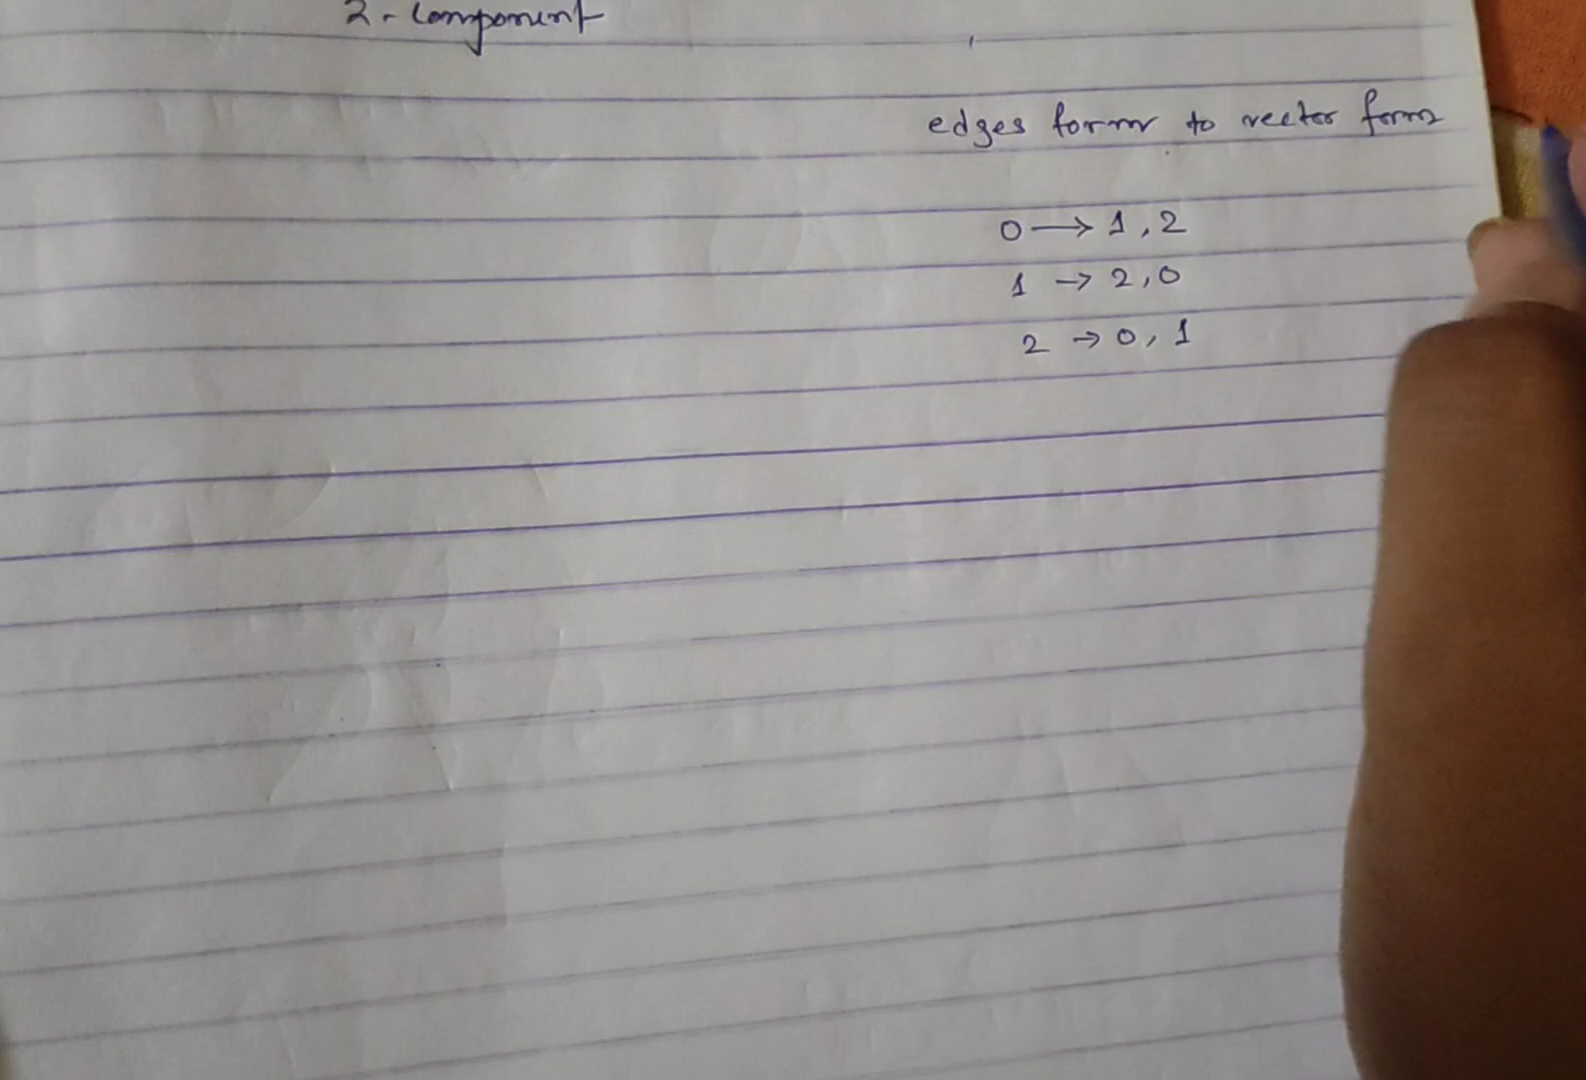 2 - Component
edges form to vector form
0 → 1, 2
1 → 2, 0
2 → 0, 1